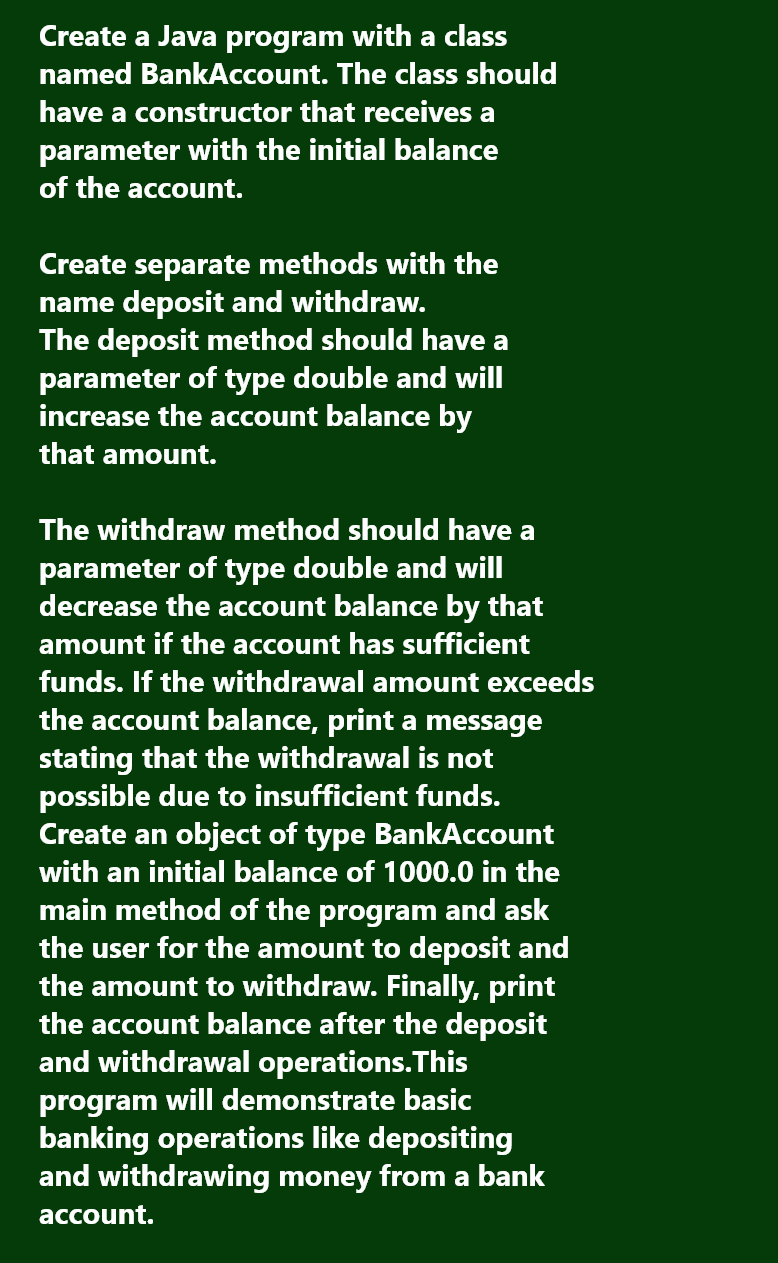 Create a Java program with a class
named BankAccount. The class should
have a constructor that receives a
parameter with the initial balance
of the account.
Create separate methods with the
name deposit and withdraw.
The deposit method should have a
parameter of type double and will
increase the account balance by
that amount.
The withdraw method should have a
parameter of type double and will
decrease the account balance by that
amount if the account has sufficient
funds. If the withdrawal amount exceeds
the account balance, print a message
stating that the withdrawal is not
possible due to insufficient funds.
Create an object of type BankAccount
with an initial balance of 1000.0 in the
main method of the program and ask
the user for the amount to deposit and
the amount to withdraw. Finally, print
the account balance after the deposit
and withdrawal operations.This
program will demonstrate basic
banking operations like depositing
and withdrawing money from a bank
account.